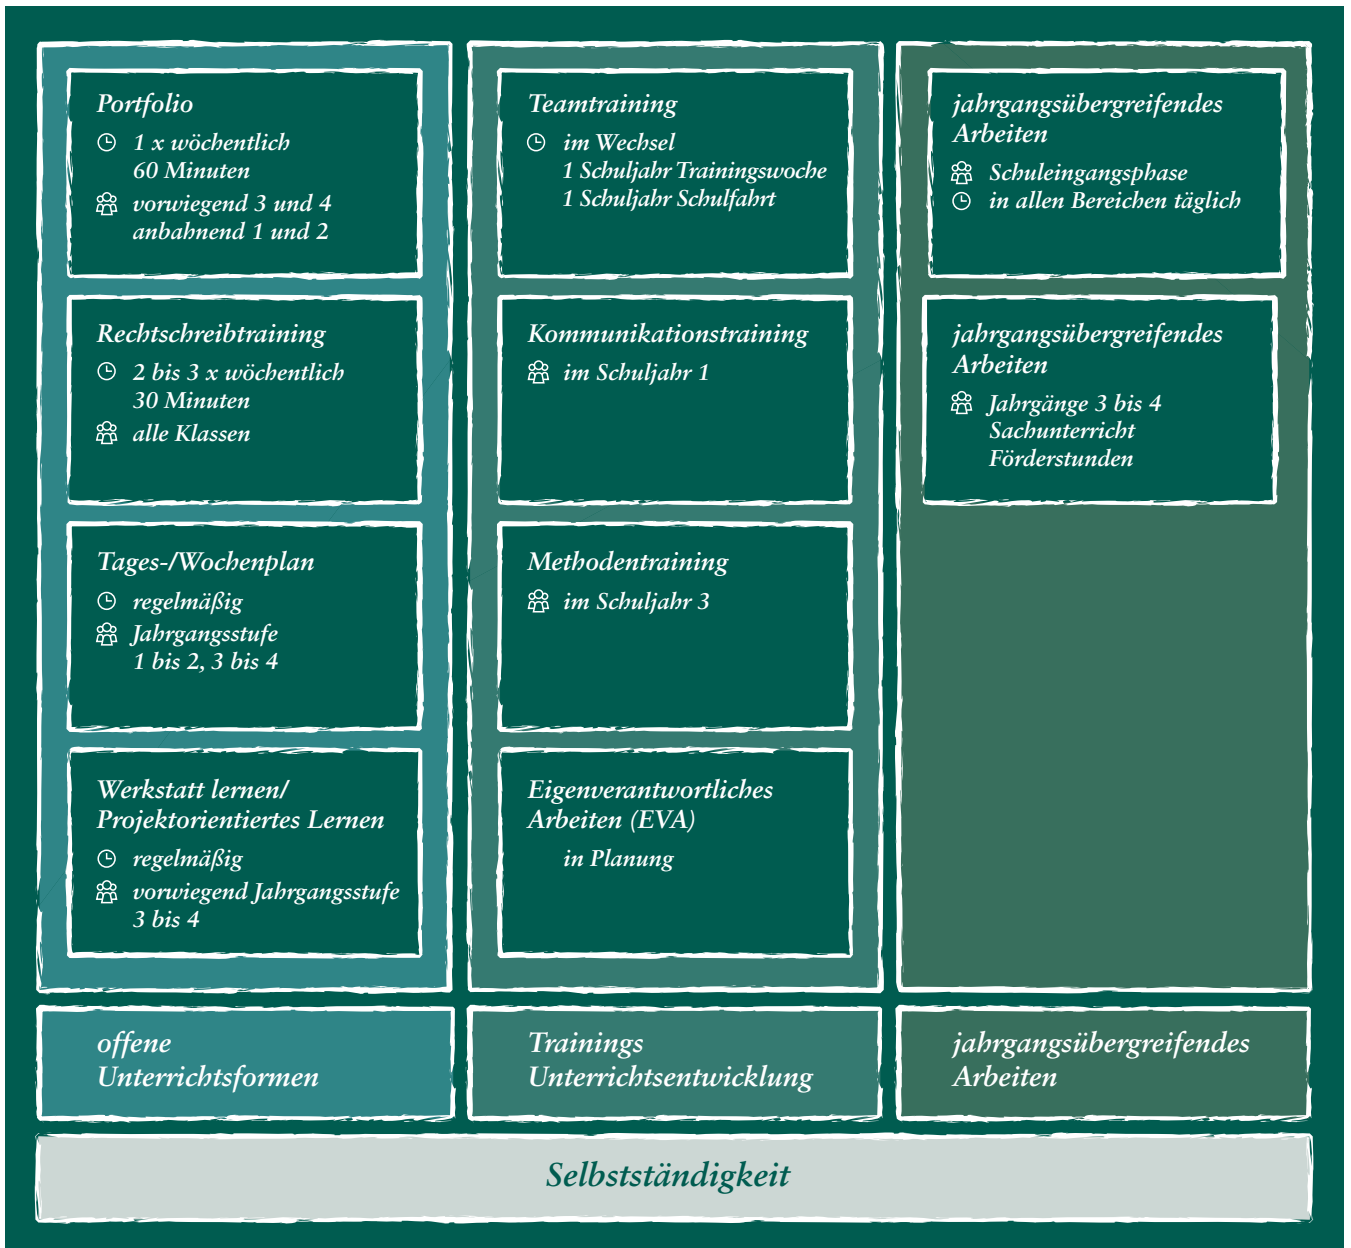 Portfolio
1 x wöchentlich
60 Minuten
vorwiegend 3 und 4
anbahnend 1 und 2
Rechtschreibtraining
2 bis 3 x wöchentlich
30 Minuten
alle Klassen
Tages-/Wochenplan
regelmäßig
Jahrgangsstufe
1 bis 2, 3 bis 4
Werkstatt lernen/
Projektorientiertes Lernen
regelmäßig
vorwiegend Jahrgangsstufe
3 bis 4
offene
Unterrichtsformen
Teamtraining
im Wechsel
1 Schuljahr Trainingswoche
1 Schuljahr Schulfahrt
Kommunikationstraining
im Schuljahr 1
Methodentraining
im Schuljahr 3
Eigenverantwortliches
Arbeiten (EVA)
in Planung
Trainings
Unterrichtsentwicklung
jahrgangsübergreifendes
Arbeiten
Schuleingangsphase
in allen Bereichen täglich
jahrgangsübergreifendes
Arbeiten
Jahrgänge 3 bis 4
Sachunterricht
Förderstunden
jahrgangsübergreifendes
Arbeiten
Selbstständigkeit